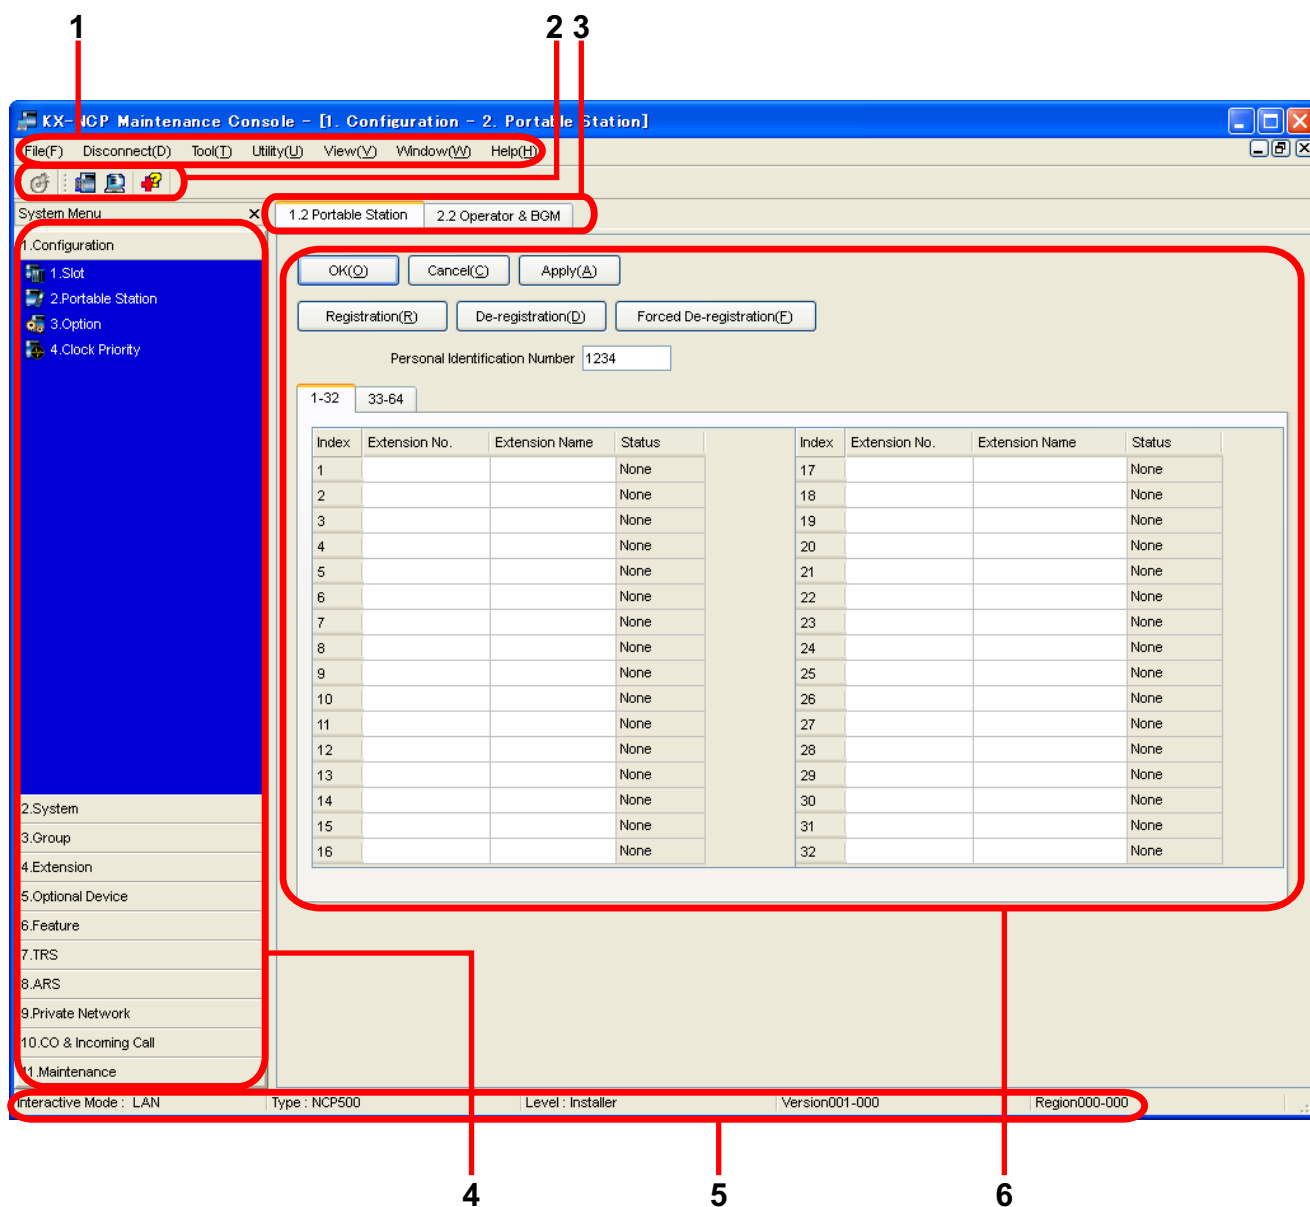 1 2 3
KX-NCP Maintenance Console - [1. Configuration - 2. Portable Station]
File(F) Disconnect(D) Tool(T) Utility(U) View(V) Window(W) Help(H)
System Menu X
1.2 Portable Station 2.2 Operator & BGM
1.Configuration
1.Slot
2.Portable Station
3.Option
4.Clock Priority
OK(O) Cancel(C) Apply(A)
Registration(R) De-registration(D) Forced De-registration(F)
Personal Identification Number 1234
1-32 33-64
Index Extension No. Extension Name Status Index Extension No. Extension Name Status
1 None 17 None
2 None 18 None
3 None 19 None
4 None 20 None
5 None 21 None
6 None 22 None
7 None 23 None
8 None 24 None
9 None 25 None
10 None 26 None
11 None 27 None
12 None 28 None
13 None 29 None
14 None 30 None
15 None 31 None
16 None 32 None
2.System
3.Group
4.Extension
5.Optional Device
6.Feature
7.TRS
8.ARS
9.Private Network
10.CO & Incoming Call
11.Maintenance
Interactive Mode : LAN Type : NCP500 Level : Installer Version001-000 Region000-000
4 5 6